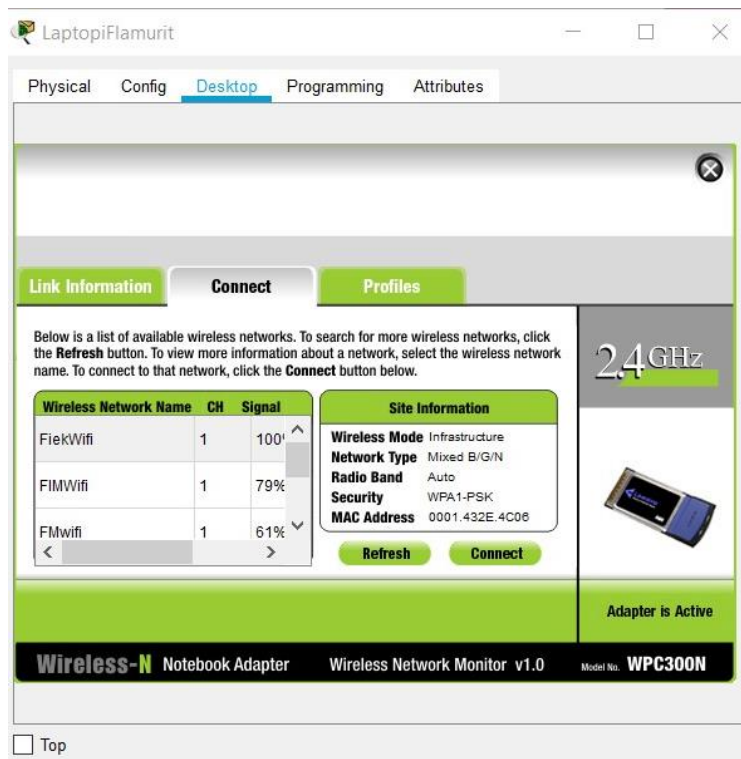 LaptopiFlamurit
Physical Config Desktop Programming Attributes
Link Information Connect Profiles
Below is a list of available wireless networks. To search for more wireless networks, click
the Refresh button. To view more information about a network, select the wireless network
name. To connect to that network, click the Connect button below.
2,4 GHz
Wireless Network Name CH Signal
FiekWifi 1 100%
FIMWifi 1 79%
FMwifi 1 61%
Site Information
Wireless Mode Infrastructure
Network Type Mixed B/G/N
Radio Band Auto
Security WPA1-PSK
MAC Address 0001.432E.4C06
Refresh Connect
Adapter is Active
Wireless-N Notebook Adapter Wireless Network Monitor v1.0 Model No. WPC300N
Top